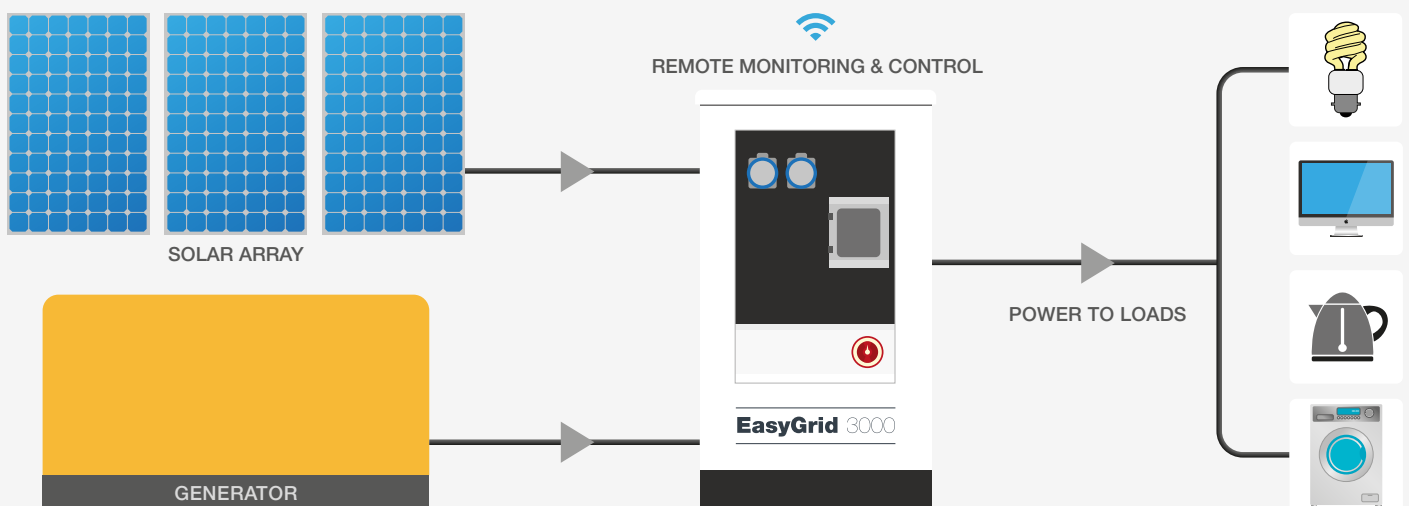 REMOTE MONITORING & CONTROL
SOLAR ARRAY
POWER TO LOADS
EasyGrid 3000
GENERATOR